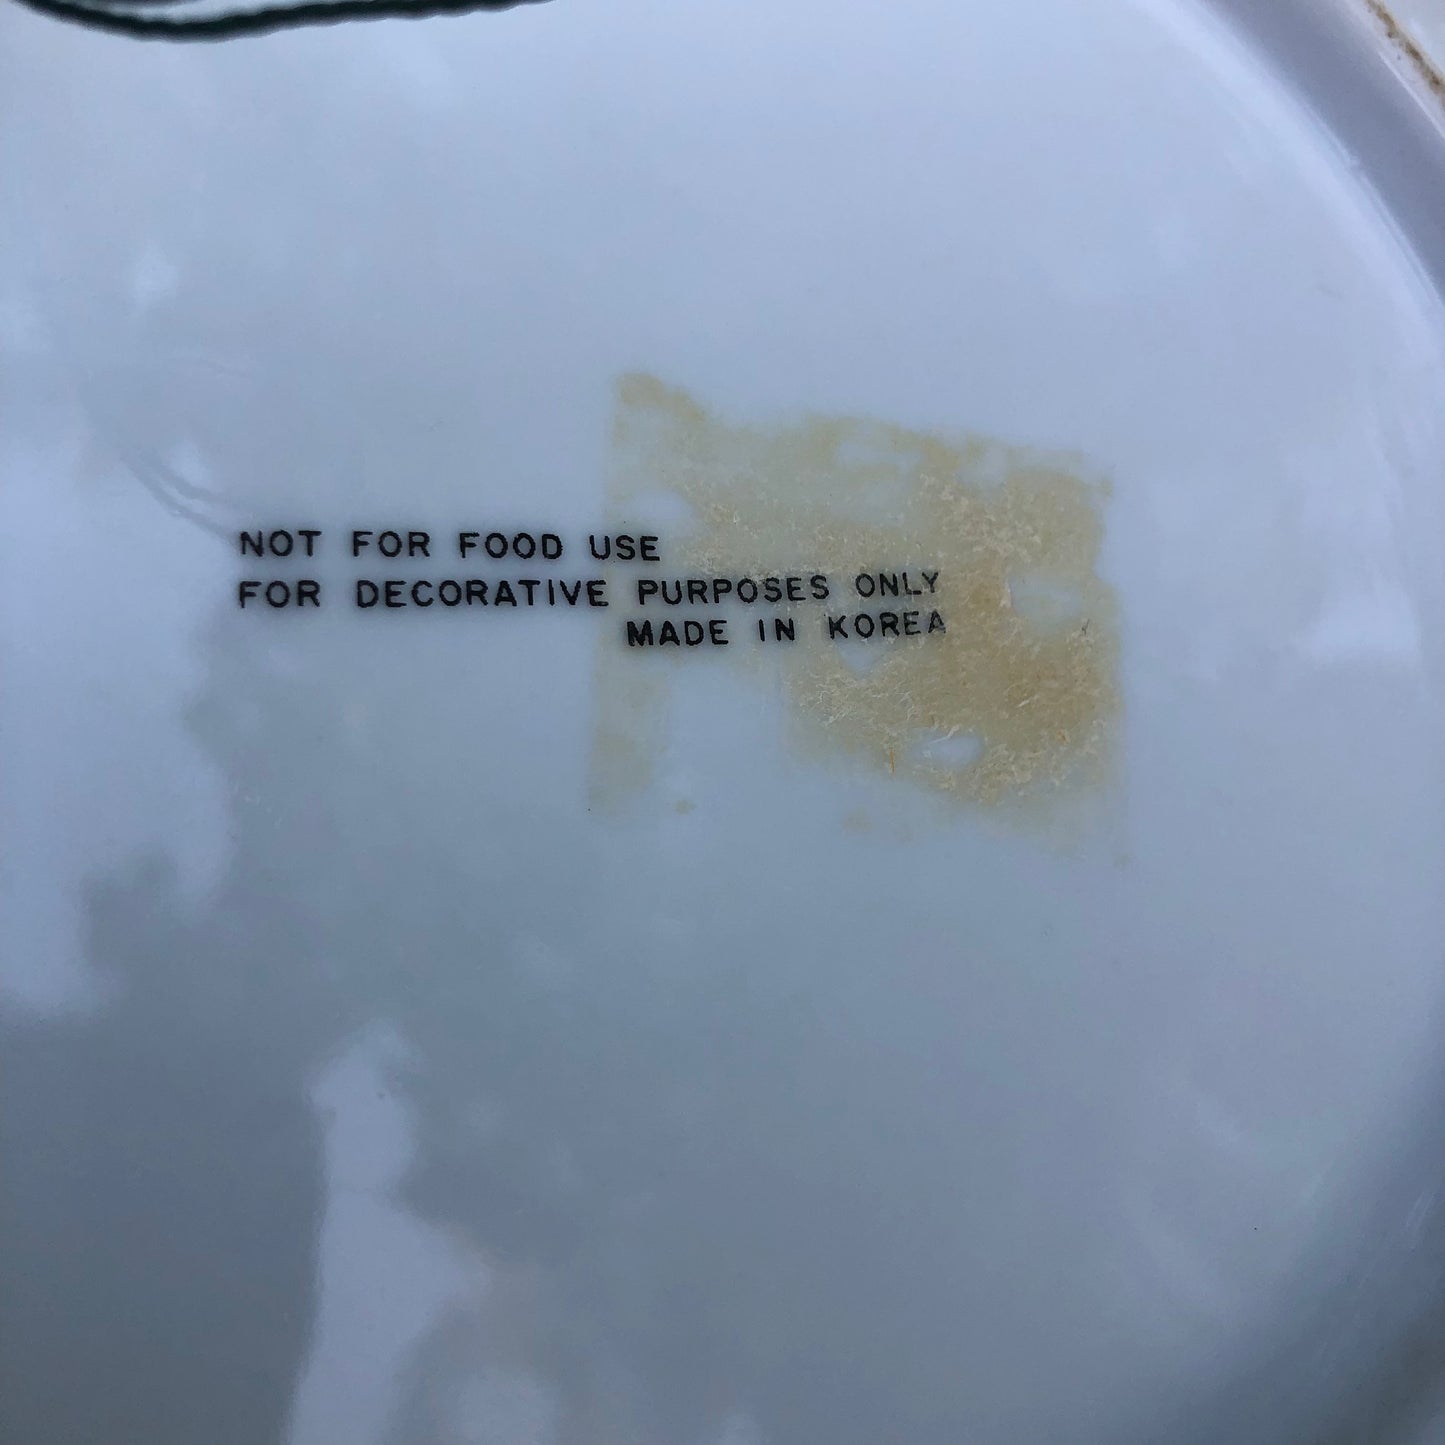 NOT FOR FOOD USE
FOR DECORATIVE PURPOSES ONLY
MADE IN KOREA